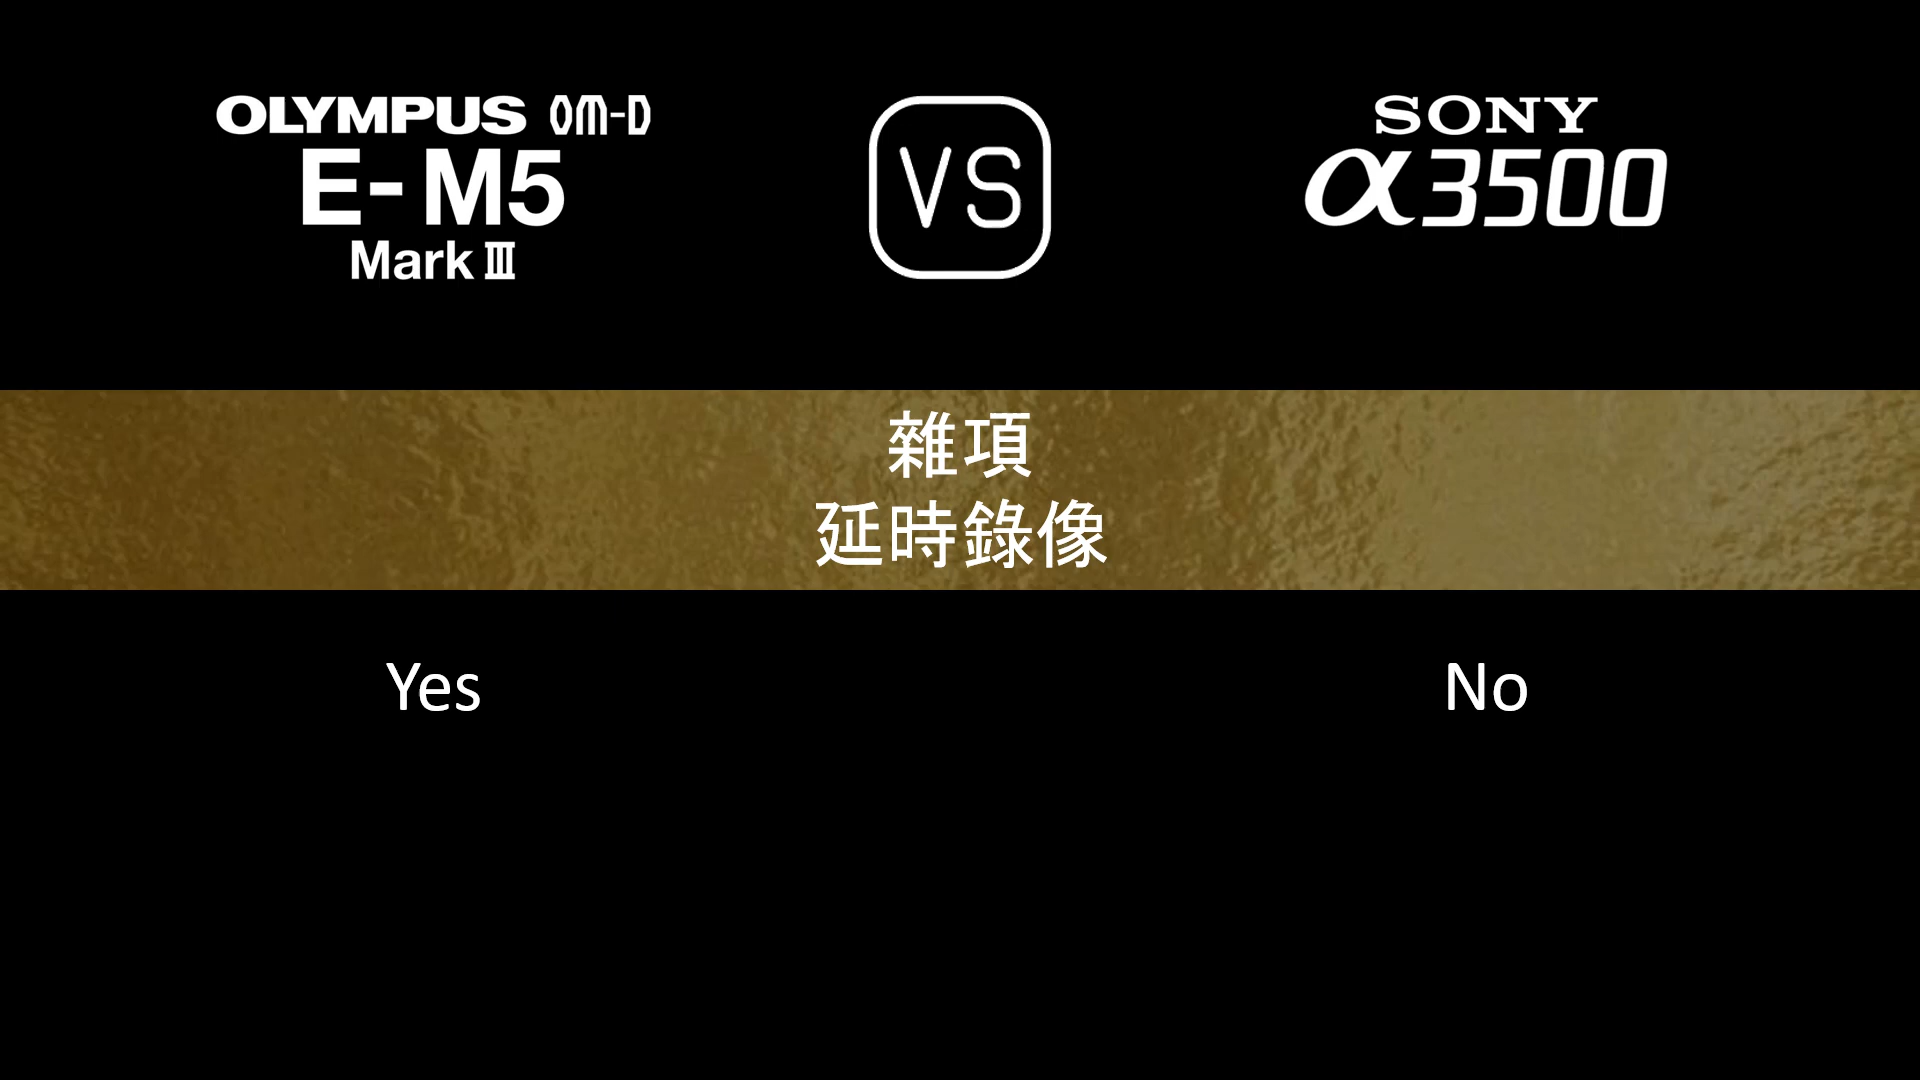 OLYMPUS OM-D
E-M5
Mark III
VS
SONY
α3500
雜項
延時錄像
Yes
No